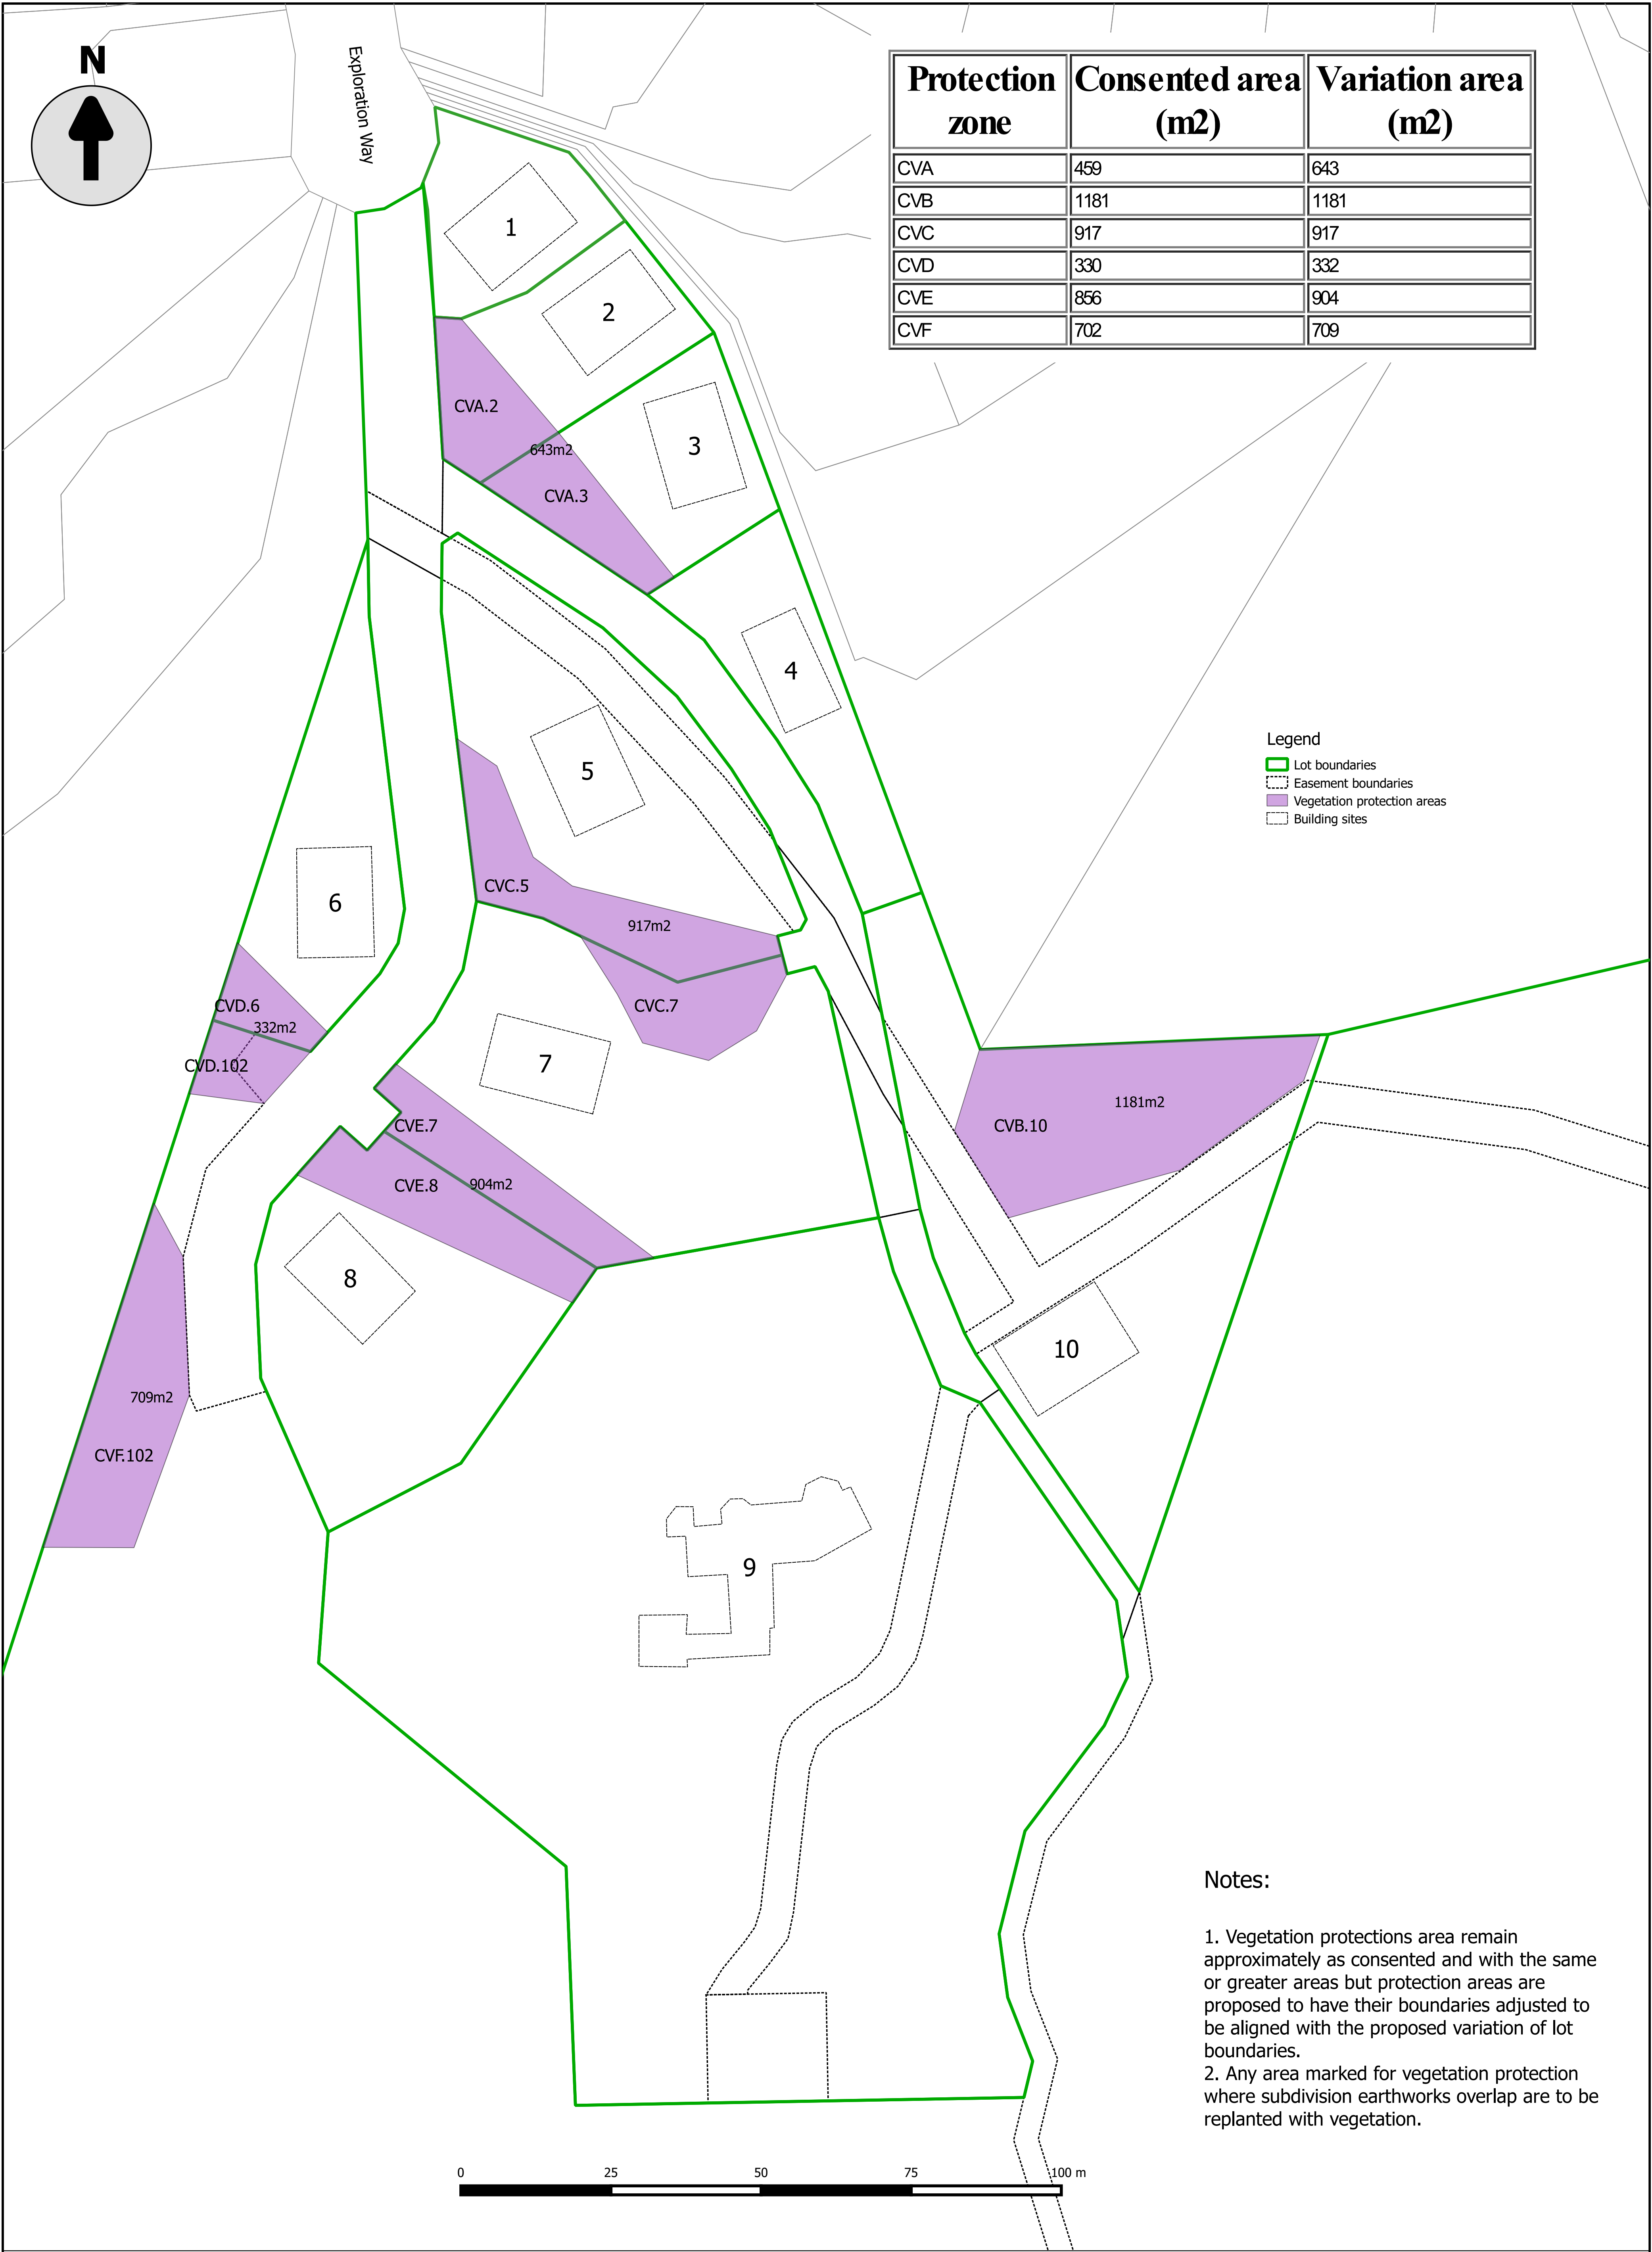 N
Exploration Way
Protection zone Consented area (m2) Variation area (m2)
CVA 459 643
CVB 1181 1181
CVC 917 917
CVD 330 332
CVE 856 904
CVF 702 709
1
2
CVA.2
643m2
3
CVA.3
4
Legend
Lot boundaries
Easement boundaries
Vegetation protection areas
Building sites
5
6
CVC.5
917m2
CVC.7
CVD.6
332m2
CVD.102
7
1181m2
CVB.10
CVE.7
CVE.8
904m2
8
10
709m2
CVF.102
9
Notes:
1. Vegetation protections area remain
approximately as consented and with the same
or greater areas but protection areas are
proposed to have their boundaries adjusted to
be aligned with the proposed variation of lot
boundaries.
2. Any area marked for vegetation protection
where subdivision earthworks overlap are to be
replanted with vegetation.
0 25 50 75 100 m